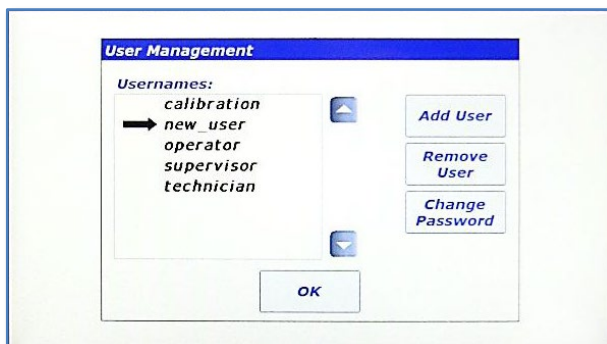 User Management
Usernames:
calibration
new_user
operator
supervisor
technician
Add User
Remove
User
Change
Password
OK